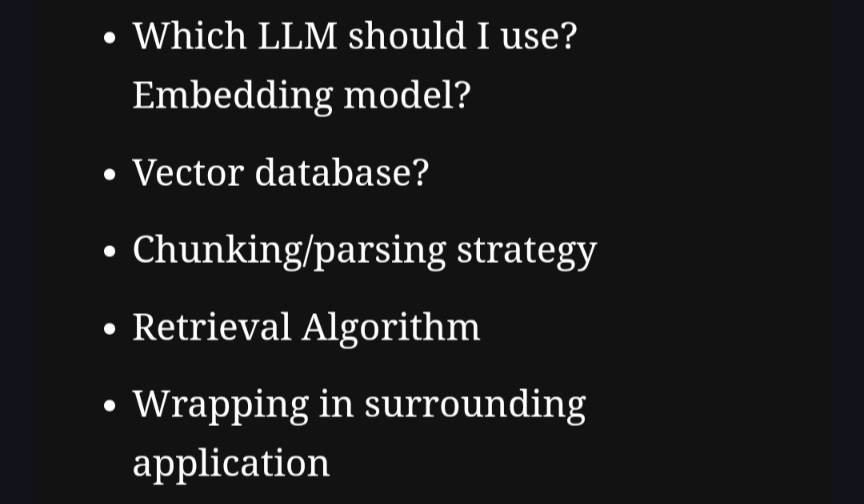 • Which LLM should I use?
Embedding model?
• Vector database?
• Chunking/parsing strategy
• Retrieval Algorithm
• Wrapping in surrounding
application